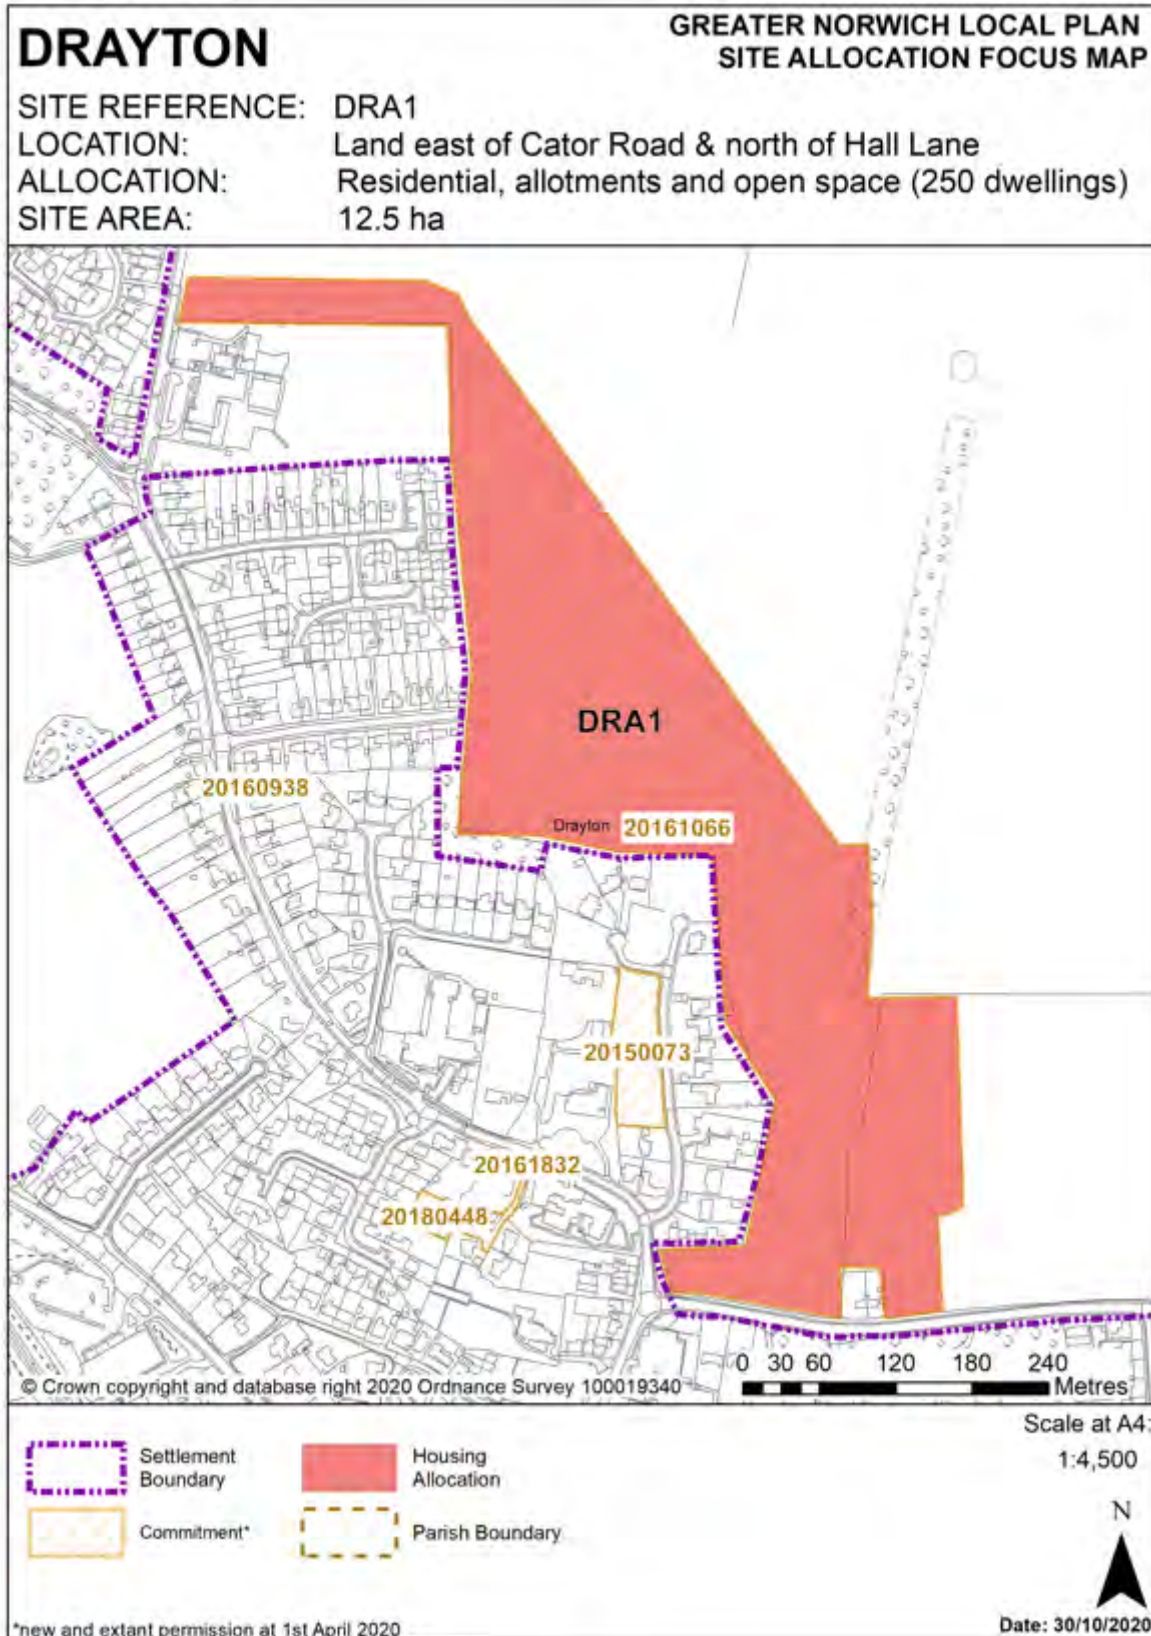 DRAYTON
GREATER NORWICH LOCAL PLAN
SITE ALLOCATION FOCUS MAP
SITE REFERENCE: DRA1
LOCATION: Land east of Cator Road & north of Hall Lane
ALLOCATION: Residential, allotments and open space (250 dwellings)
SITE AREA: 12.5 ha
DRA1
20160938
Drayton 20161066
20150073
20161832
20180448
0 30 60 120 180 240
Metres
© Crown copyright and database right 2020 Ordnance Survey 100019340
Settlement
Boundary
Housing
Allocation
Commitment*
Parish Boundary
Scale at A4:
1:4,500
N
*new and extant permission at 1st April 2020
Date: 30/10/2020